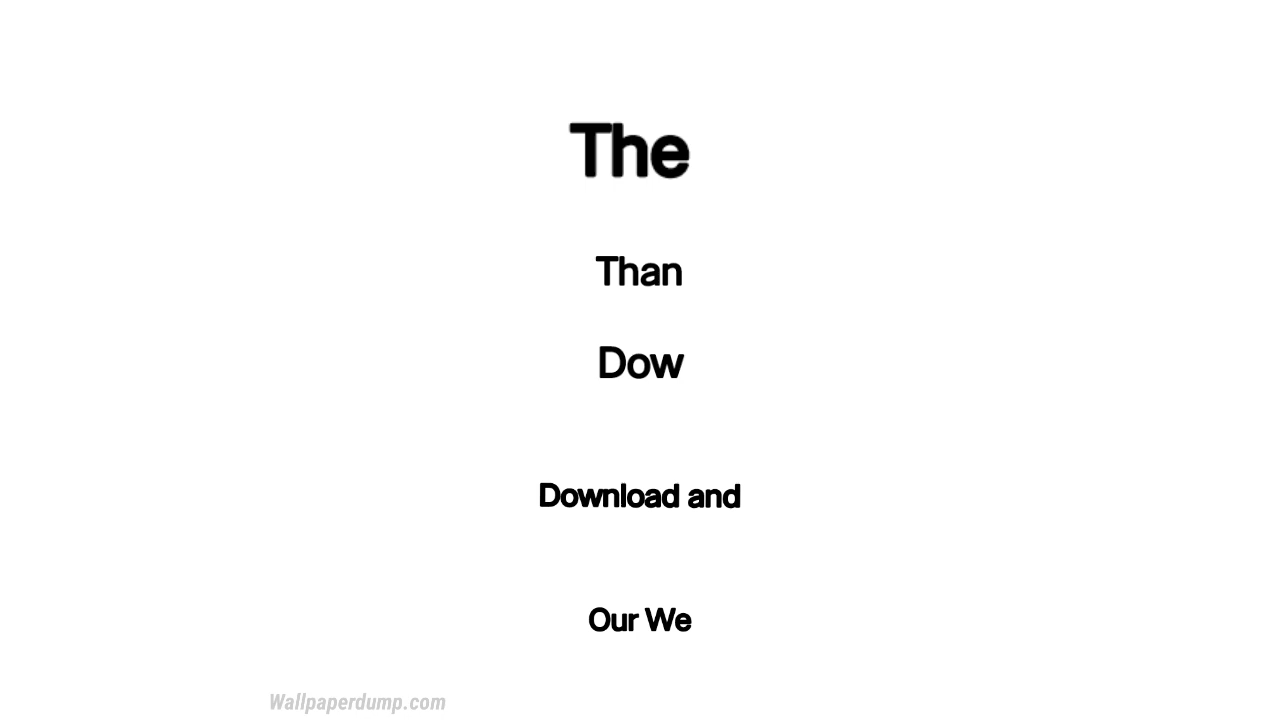 The
Than
Dow
Download and
Our We
Wallpaperdump.com